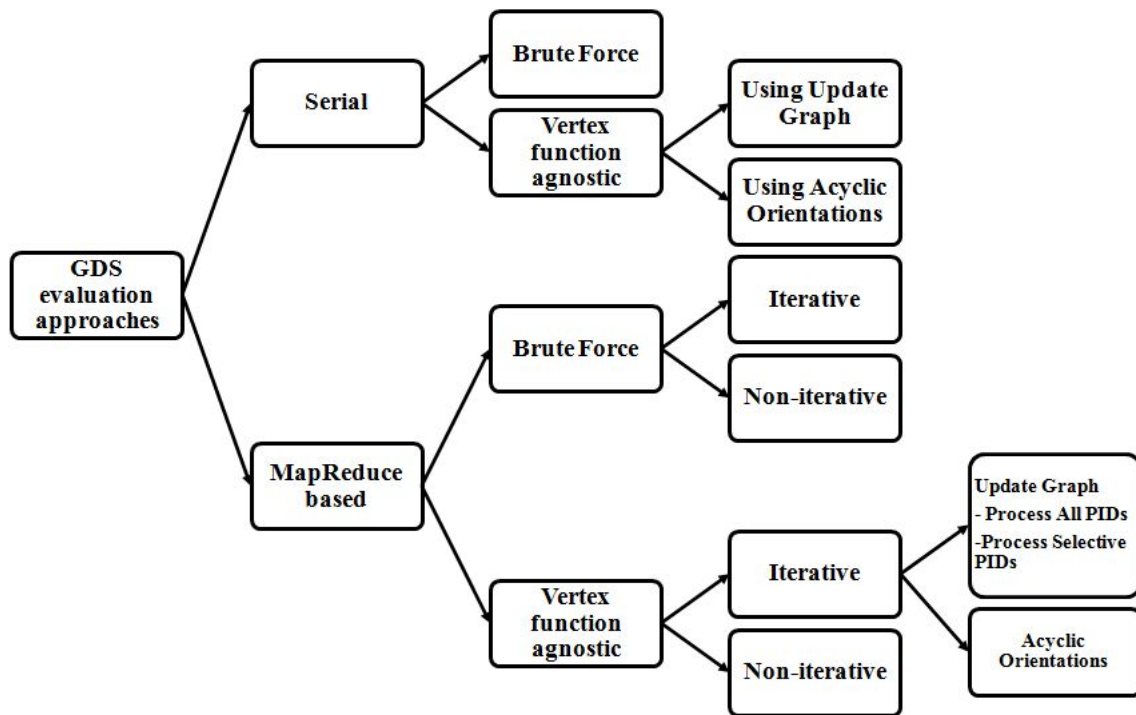 GDS
evaluation
approaches
Serial
Brute Force
Vertex
function
agnostic
Using Update
Graph
Using Acyclic
Orientations
MapReduce
based
Brute Force
Iterative
Non-iterative
Vertex
function
agnostic
Iterative
Non-iterative
Update Graph
- Process All PIDs
-Process Selective
PIDs
Acyclic
Orientations